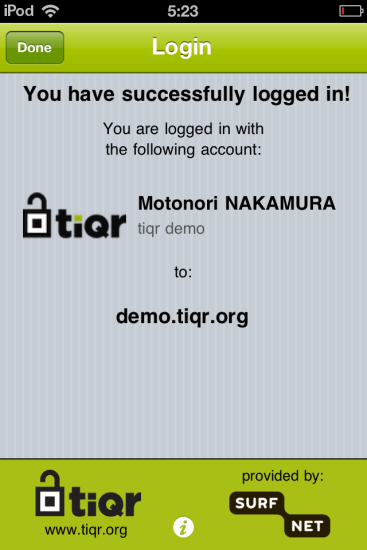 iPod 5:23
Done Login
You have successfully logged in!
You are logged in with
the following account:
tiqr
Motonori NAKAMURA
tiqr demo
to:
demo.tiqr.org
tiqr
www.tiqr.org
i
provided by:
SURF
NET